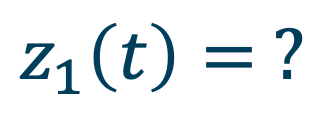 z₁(t) = ?